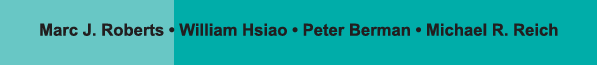 Marc J. Roberts • William Hsiao • Peter Berman • Michael R. Reich